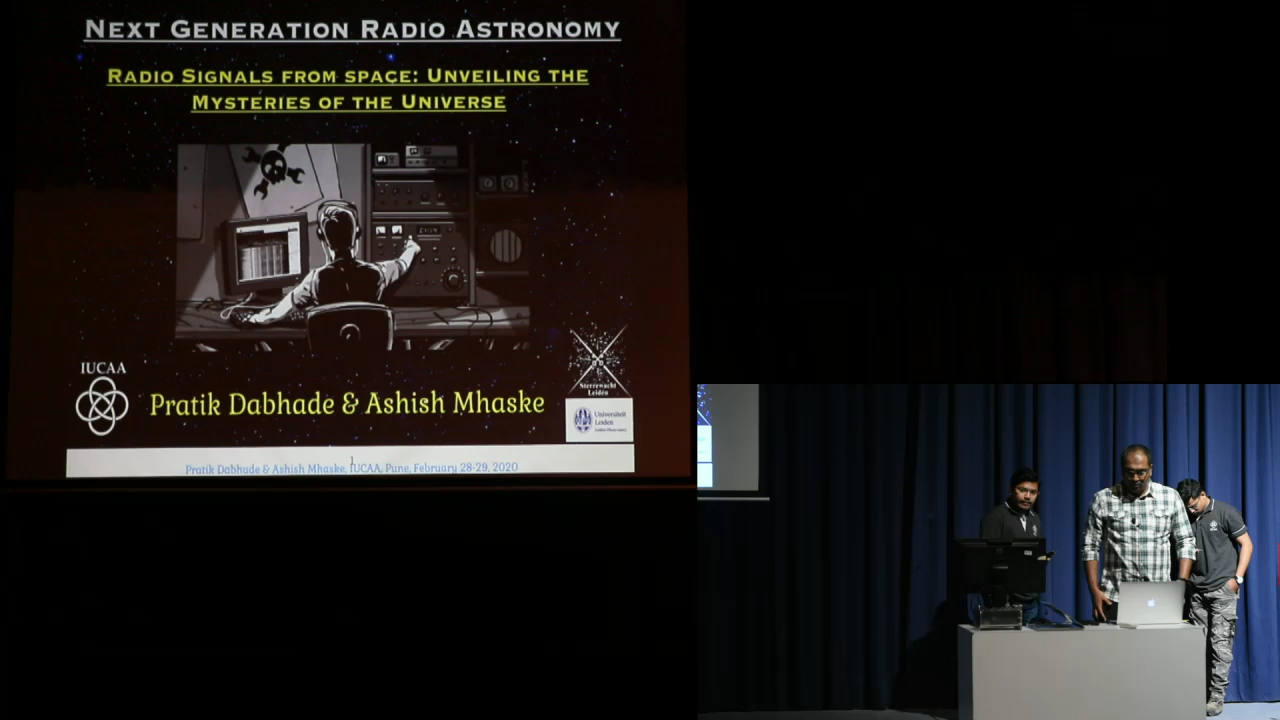 NEXT GENERATION RADIO ASTRONOMY
RADIO SIGNALS FROM SPACE: UNVEILING THE
MYSTERIES OF THE UNIVERSE
IUCAA
Sterrewacht
Leiden
Pratik Dabhade & Ashish Mhaske
Universiteit
Leiden
Pratik Dabhade & Ashish Mhaske, IUCAA, Pune, February 28-29, 2020